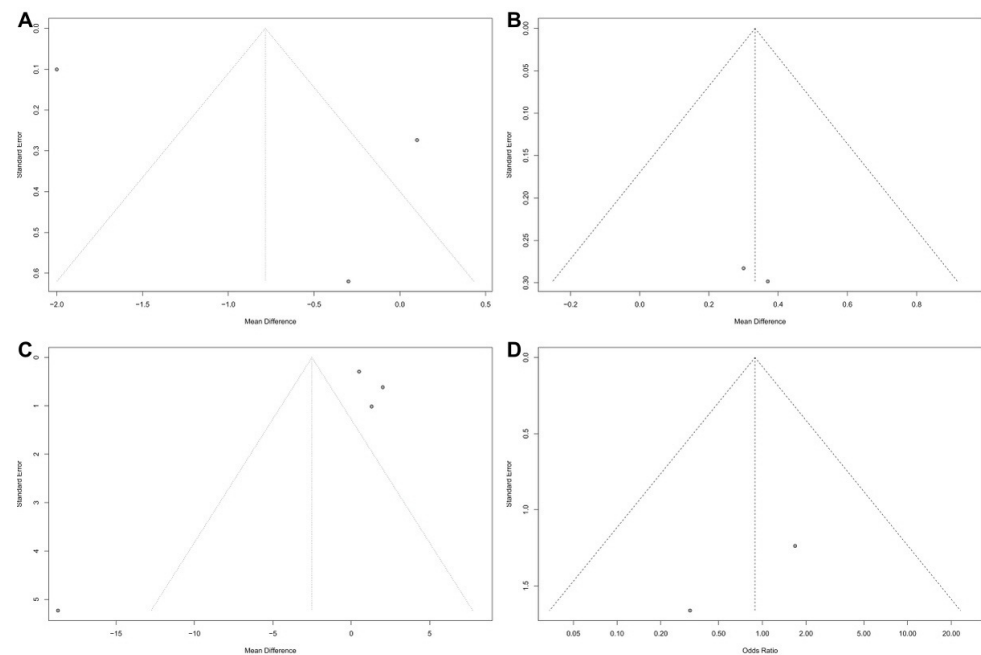 A
B
0.0
0.1
0.2
0.3
0.4
0.5
0.6
Standard Error
−2.0 −1.5 −1.0 −0.5 0.0 0.5
Mean Difference
0.00
0.05
0.10
0.15
0.20
0.25
0.30
Standard Error
−0.2 0.0 0.2 0.4 0.6 0.8
Mean Difference
C
D
0
1
2
3
4
5
Standard Error
−15 −10 −5 0 5
Mean Difference
0.0
0.5
1.0
1.5
Standard Error
0.05 0.10 0.20 0.50 1.00 2.00 5.00 10.00 20.00
Odds Ratio